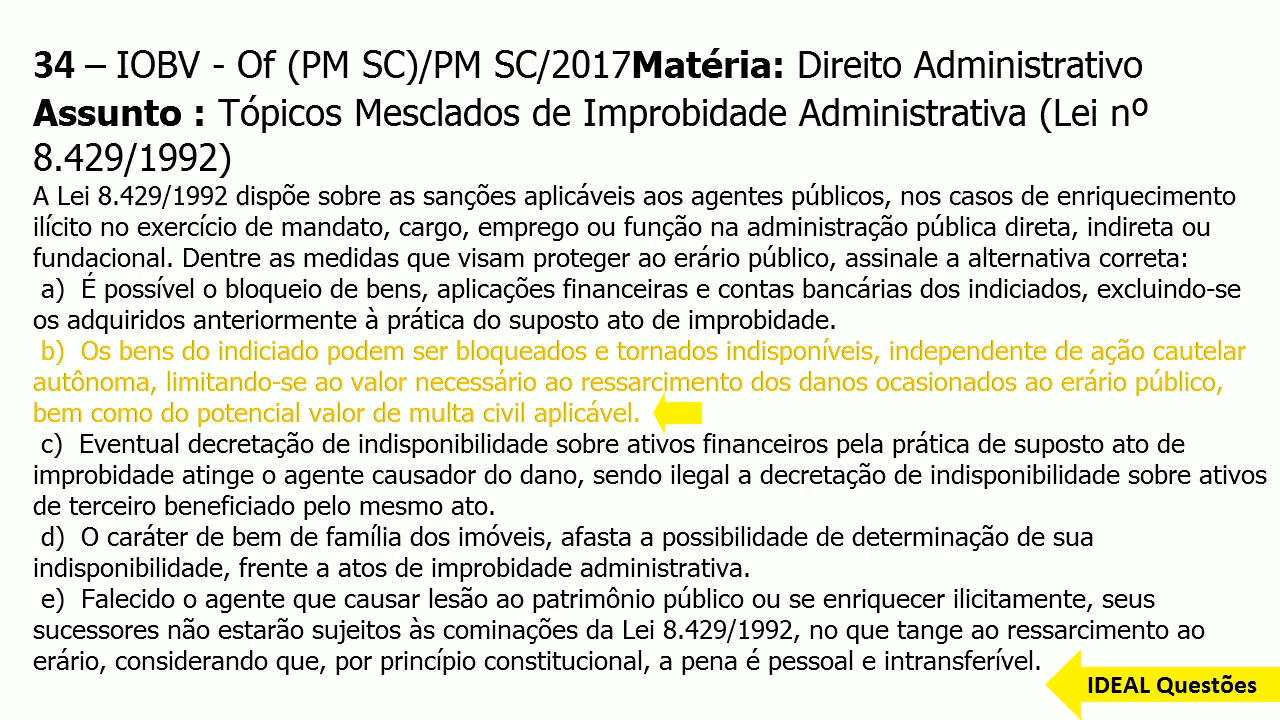 34 – IOBV - Of (PM SC)/PM SC/2017Matéria: Direito Administrativo
Assunto : Tópicos Mesclados de Improbidade Administrativa (Lei nº
8.429/1992)
A Lei 8.429/1992 dispõe sobre as sanções aplicáveis aos agentes públicos, nos casos de enriquecimento
ilícito no exercício de mandato, cargo, emprego ou função na administração pública direta, indireta ou
fundacional. Dentre as medidas que visam proteger ao erário público, assinale a alternativa correta:
a) É possível o bloqueio de bens, aplicações financeiras e contas bancárias dos indiciados, excluindo-se
os adquiridos anteriormente à prática do suposto ato de improbidade.
b) Os bens do indiciado podem ser bloqueados e tornados indisponíveis, independente de ação cautelar
autônoma, limitando-se ao valor necessário ao ressarcimento dos danos ocasionados ao erário público,
bem como do potencial valor de multa civil aplicável.
c) Eventual decretação de indisponibilidade sobre ativos financeiros pela prática de suposto ato de
improbidade atinge o agente causador do dano, sendo ilegal a decretação de indisponibilidade sobre ativos
de terceiro beneficiado pelo mesmo ato.
d) O caráter de bem de família dos imóveis, afasta a possibilidade de determinação de sua
indisponibilidade, frente a atos de improbidade administrativa.
e) Falecido o agente que causar lesão ao patrimônio público ou se enriquecer ilicitamente, seus
sucessores não estarão sujeitos às cominações da Lei 8.429/1992, no que tange ao ressarcimento ao
erário, considerando que, por princípio constitucional, a pena é pessoal e intransferível.
IDEAL Questões